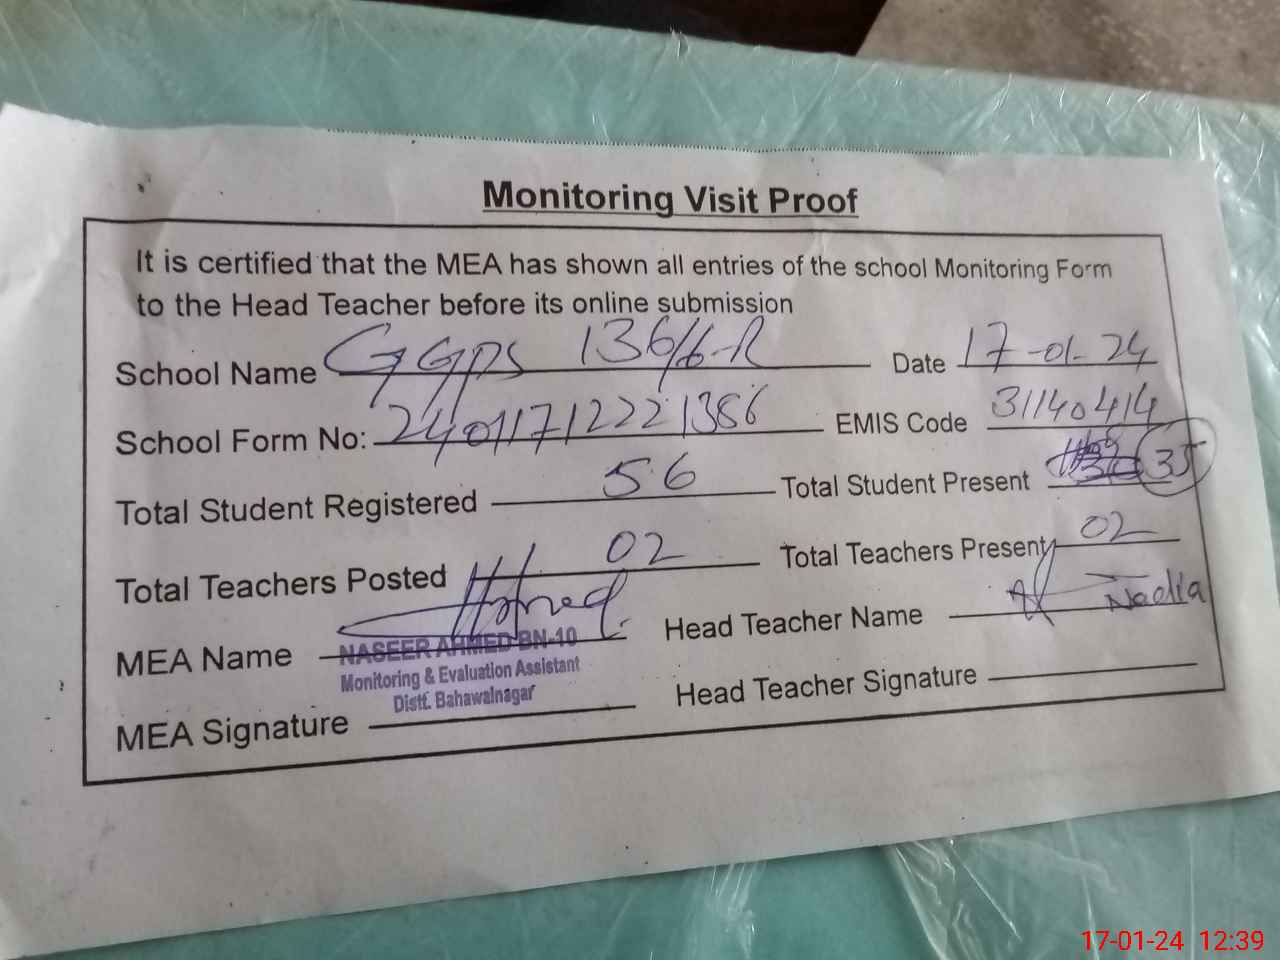 Monitoring Visit Proof
It is certified that the MEA has shown all entries of the school Monitoring Form
to the Head Teacher before its online submission
School Name GGPS 136/6-R Date 17-01-24
School Form No: 24011712221386 EMIS Code 31140414
Total Student Registered 56 Total Student Present 35
Total Teachers Posted 02 Total Teachers Present 02
MEA Name Head Teacher Name Nadia
NASEER AHMED BN-10
Monitoring & Evaluation Assistant
Distt. Bahawalnagar
MEA Signature Head Teacher Signature
17-01-24 12:39